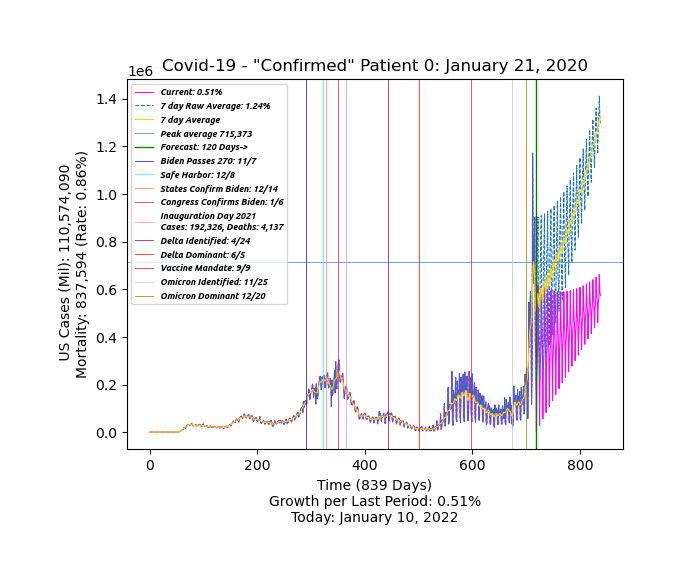 Covid-19 - "Confirmed" Patient 0: January 21, 2020
1e6
1.4
1.2
1.0
0.8
0.6
0.4
0.2
0.0
US Cases (Mil): 110,574,090
Mortality: 837,594 (Rate: 0.86%)
Current: 0.51%
7 day Raw Average: 1.24%
7 day Average
Peak average 715,373
Forecast: 120 Days->
Biden Passes 270: 11/7
Safe Harbor: 12/8
States Confirm Biden: 12/14
Congress Confirms Biden: 1/6
Inauguration Day 2021
Cases: 192,326, Deaths: 4,137
Delta Identified: 4/24
Delta Dominant: 6/5
Vaccine Mandate: 9/9
Omicron Identified: 11/25
Omicron Dominant 12/20
0 200 400 600 800
Time (839 Days)
Growth per Last Period: 0.51%
Today: January 10, 2022